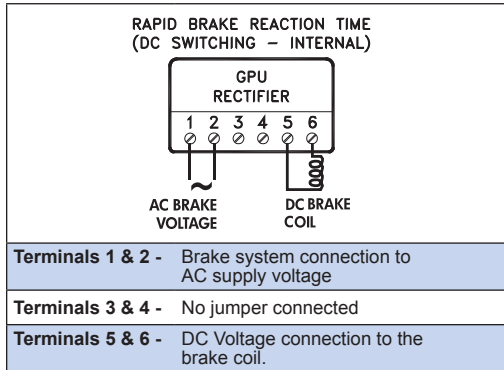 RAPID BRAKE REACTION TIME
(DC SWITCHING – INTERNAL)
GPU
RECTIFIER
1 2 3 4 5 6
~
AC BRAKE
VOLTAGE
DC BRAKE
COIL
Terminals 1 & 2 - Brake system connection to
AC supply voltage
Terminals 3 & 4 - No jumper connected
Terminals 5 & 6 - DC Voltage connection to the
brake coil.